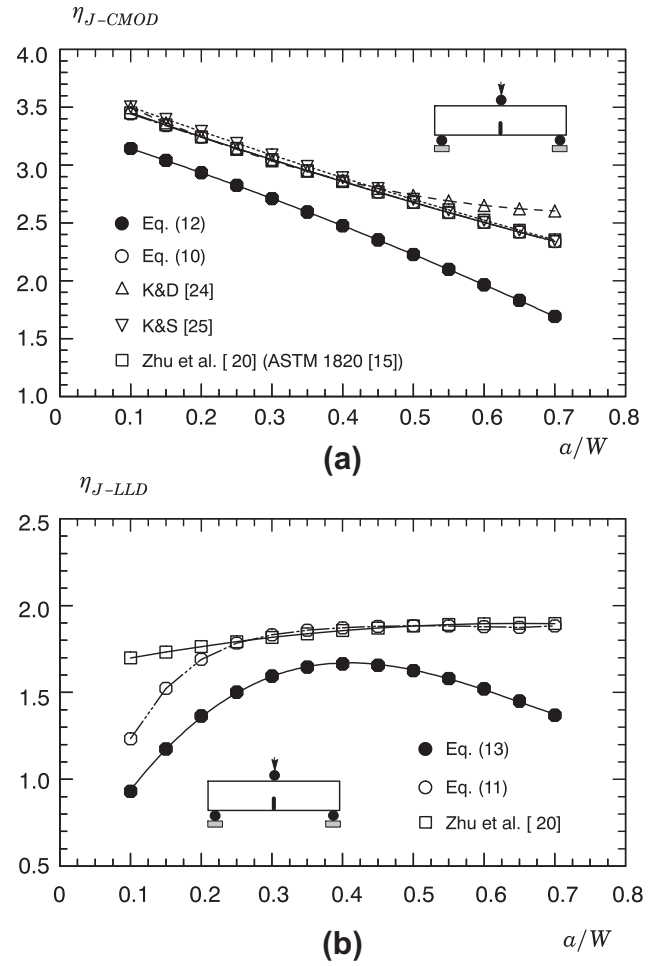 η_{J-CMOD}
4.0
3.5
3.0
2.5
2.0
1.5
1.0
Eq. (12)
Eq. (10)
K&D [24]
K&S [25]
Zhu et al. [ 20] (ASTM 1820 [15])
0 0.1 0.2 0.3 0.4 0.5 0.6 0.7 0.8
a/W
(a)
η_{J-LLD}
2.5
2.0
1.5
1.0
0.5
Eq. (13)
Eq. (11)
Zhu et al. [ 20]
0 0.1 0.2 0.3 0.4 0.5 0.6 0.7 0.8
a/W
(b)